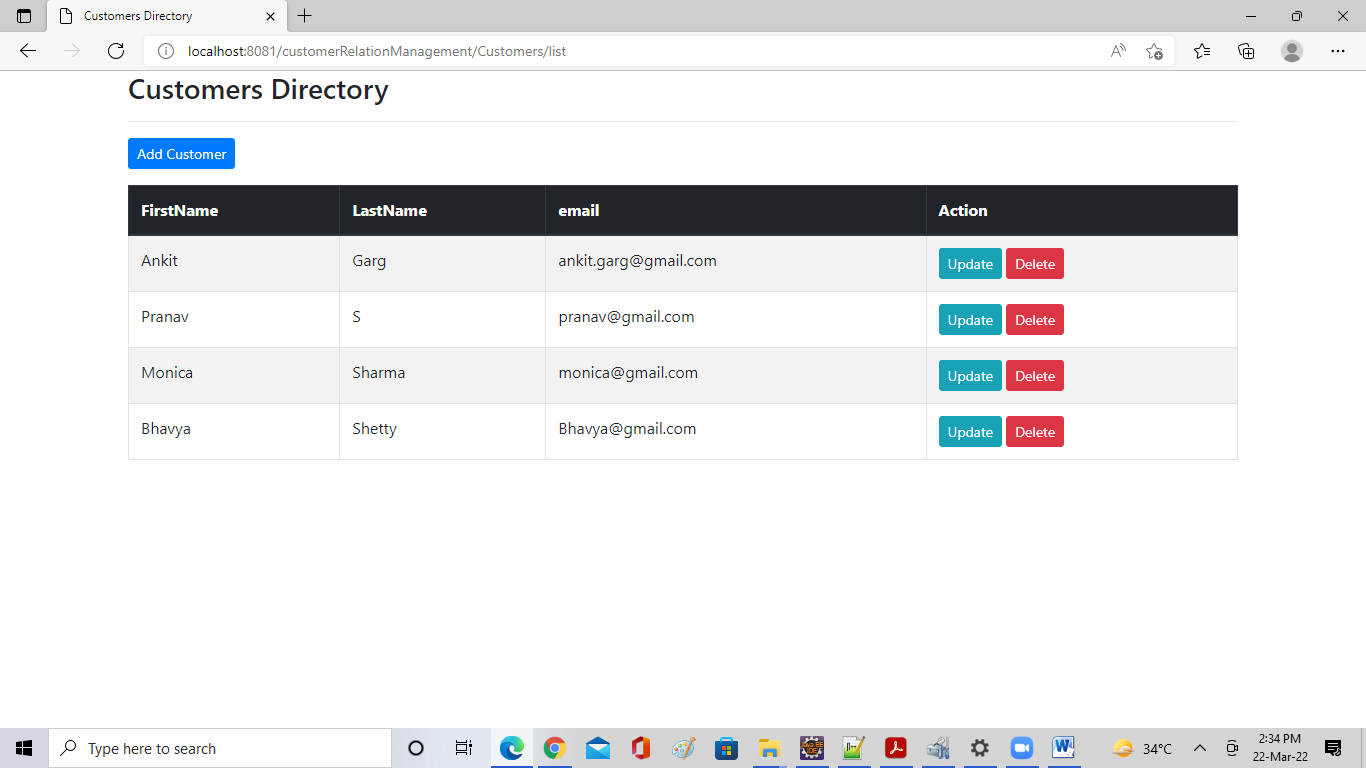 Customers Directory
localhost:8081/customerRelationManagement/Customers/list
Customers Directory
Add Customer
FirstName LastName email Action
Ankit Garg ankit.garg@gmail.com Update Delete
Pranav S pranav@gmail.com Update Delete
Monica Sharma monica@gmail.com Update Delete
Bhavya Shetty Bhavya@gmail.com Update Delete
Type here to search 34°C 2:34 PM
22-Mar-22